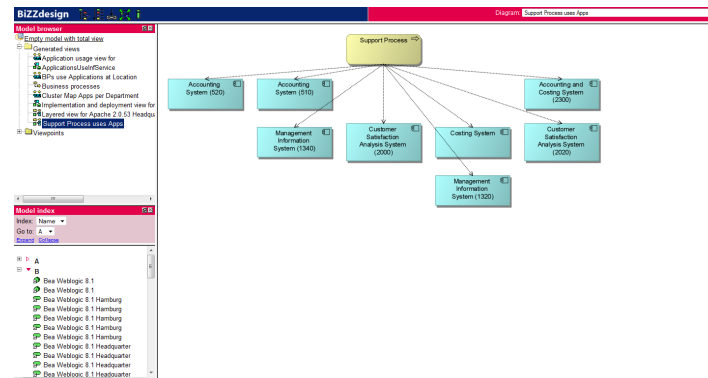 BiZZdesign
Diagram: Support Process uses Apps
Model browser
Empty model with total view
Generated views
Application usage view for
ApplicationsUseInfService
BPs use Applications at Location
Business processes
Cluster Map Apps per Department
Implementation and deployment view for
Layered view for Apache 2.0.53 Headqu
Support Process uses Apps
Viewpoints
Model index
Index: Name
Go to: A
Expand Collapse
A
B
Bea Weblogic 8.1
Bea Weblogic 8.1
Bea Weblogic 8.1 Hamburg
Bea Weblogic 8.1 Hamburg
Bea Weblogic 8.1 Hamburg
Bea Weblogic 8.1 Hamburg
Bea Weblogic 8.1 Headquarter
Bea Weblogic 8.1 Headquarter
Bea Weblogic 8.1 Headquarter
Bea Weblogic 8.1 Headquarter
Support Process
Accounting
System (520)
Accounting
System (510)
Accounting and
Costing System
(2300)
Management
Information
System (1340)
Customer
Satisfaction
Analysis System
(2000)
Costing System
Customer
Satisfaction
Analysis System
(2020)
Management
Information
System (1320)